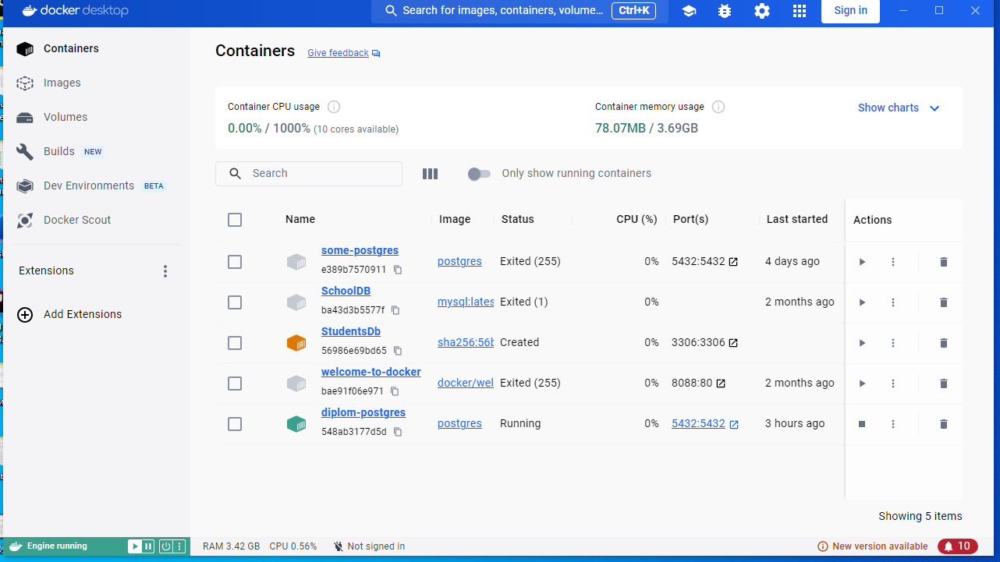 docker desktop
Search for images, containers, volume... Ctrl+K
Sign in
Containers
Images
Volumes
Builds NEW
Dev Environments BETA
Docker Scout
Extensions
Add Extensions
Containers Give feedback
Container CPU usage
0.00% / 1000% (10 cores available)
Container memory usage
78.07MB / 3.69GB
Show charts
Search
Only show running containers
Name Image Status CPU (%) Port(s) Last started Actions
some-postgres
e389b7570911
postgres Exited (255) 0% 5432:5432 4 days ago
SchoolDB
ba43d3b5577f
mysql:lates Exited (1) 0% 2 months ago
StudentsDb
56986e69bd65
sha256:56b Created 0% 3306:3306
welcome-to-docker
bae91f06e971
docker/wel Exited (255) 0% 8088:80 2 months ago
diplom-postgres
548ab3177d5d
postgres Running 0% 5432:5432 3 hours ago
Showing 5 items
Engine running
RAM 3.42 GB CPU 0.56% Not signed in
New version available 10